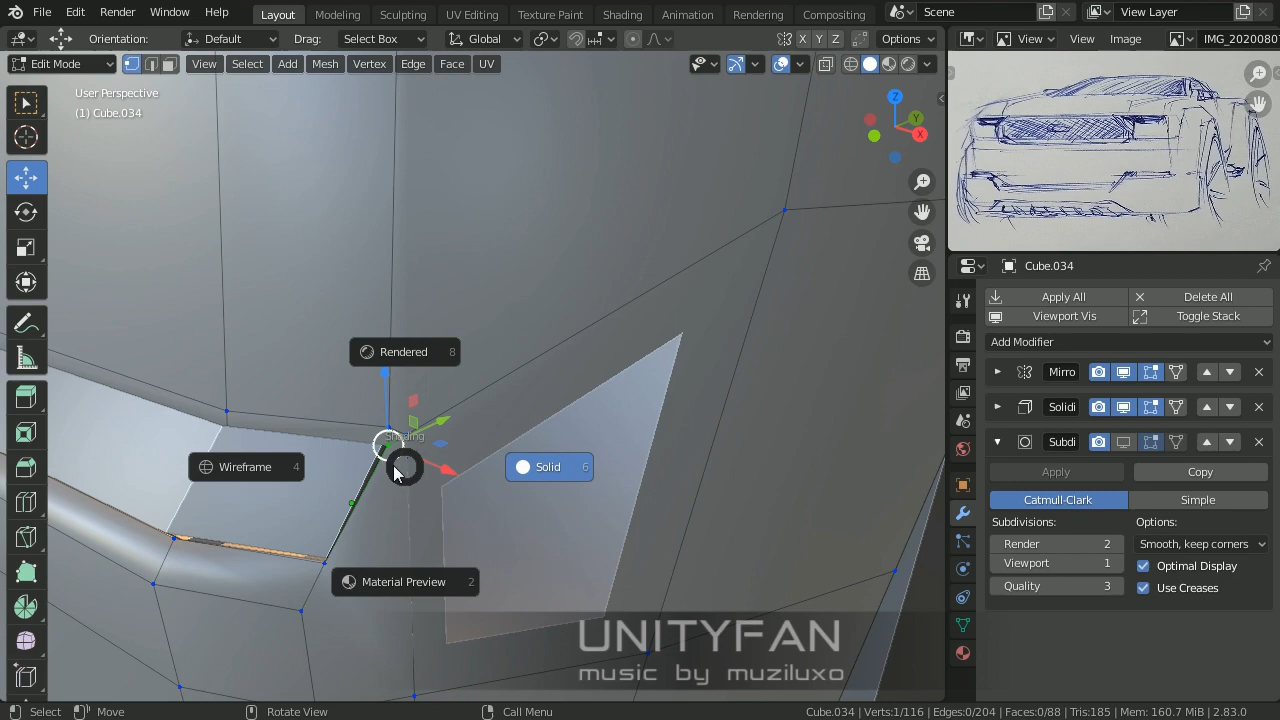 File Edit Render Window Help Layout Modeling Sculpting UV Editing Texture Paint Shading Animation Rendering Compositing Scene View Layer
Orientation: Default Drag: Select Box Global X Y Z Options View View Image IMG_20200807
Edit Mode View Select Add Mesh Vertex Edge Face UV
User Perspective
(1) Cube.034
Z
Y
X
Rendered 8
Shading
Wireframe 4
Solid 6
Material Preview 2
UNITYFAN
music by muziluxo
Cube.034
Apply All Delete All
Viewport Vis Toggle Stack
Add Modifier
Mirro
Solidi
Subdi
Apply Copy
Catmull-Clark Simple
Subdivisions: Options:
Render 2 Smooth, keep corners
Viewport 1 Optimal Display
Quality 3 Use Creases
Select Move Rotate View Call Menu Cube.034 | Verts:1/116 | Edges:0/204 | Faces:0/88 | Tris:185 | Mem: 160.7 MiB | 2.83.0